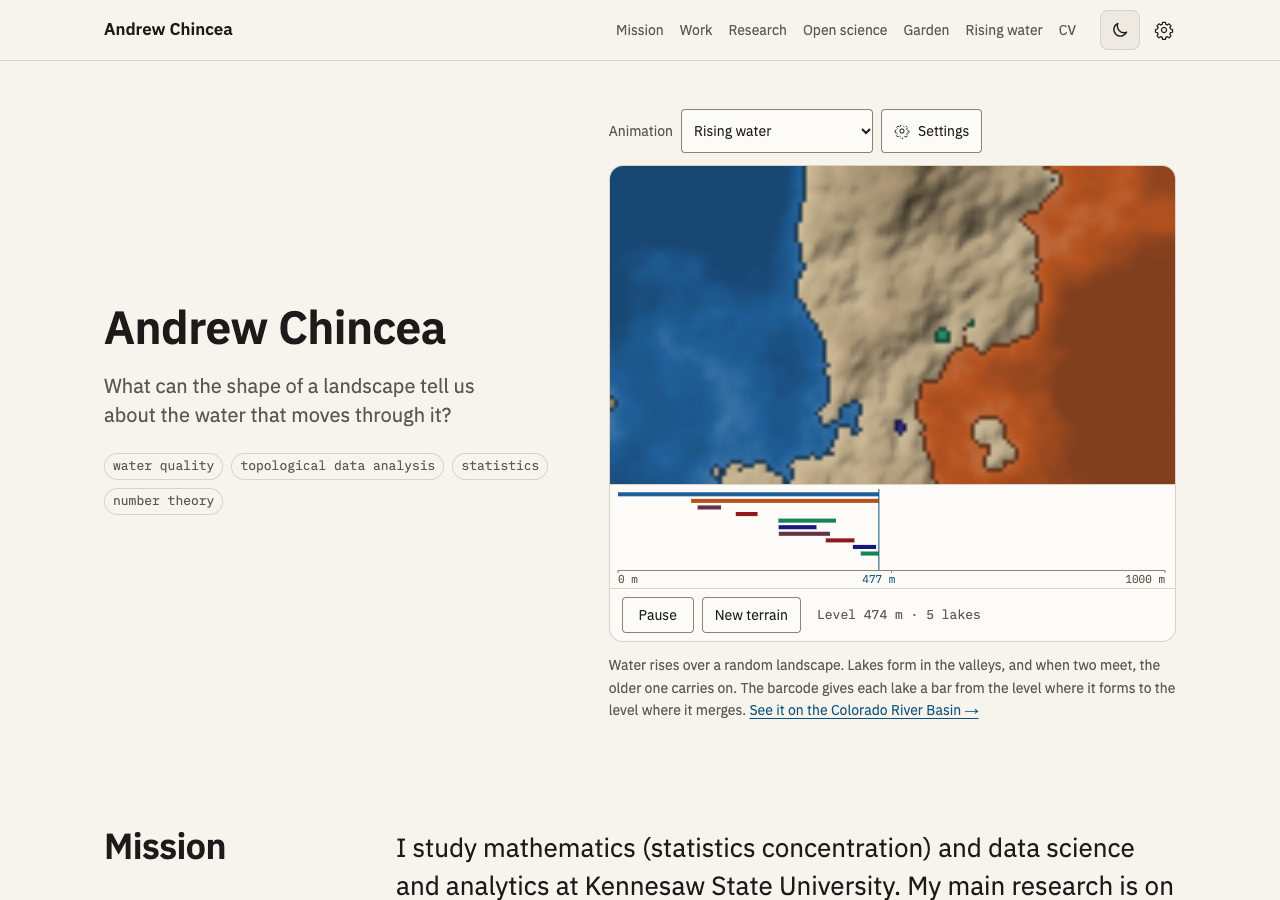 Andrew Chincea
Mission Work Research Open science Garden Rising water CV
Animation Rising water Settings
Andrew Chincea
What can the shape of a landscape tell us
about the water that moves through it?
water quality topological data analysis statistics
number theory
0 m 477 m 1000 m
Pause New terrain Level 474 m · 5 lakes
Water rises over a random landscape. Lakes form in the valleys, and when two meet, the
older one carries on. The barcode gives each lake a bar from the level where it forms to the
level where it merges. See it on the Colorado River Basin →
Mission
I study mathematics (statistics concentration) and data science
and analytics at Kennesaw State University. My main research is on